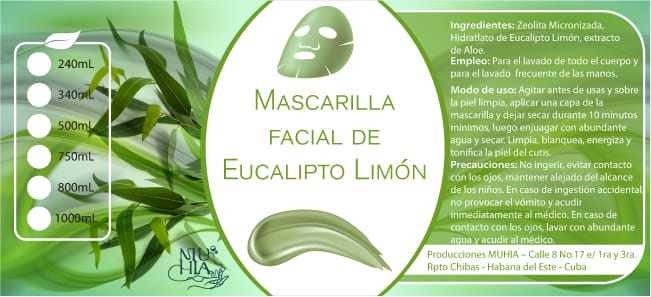 240mL
340mL
500mL
750mL
800mL
1000mL
MUHIA
MASCARILLA
FACIAL DE
EUCALIPTO LIMÓN
Ingredientes: Zeolita Micronizada,
Hidratlato de Eucalipto Limón, extracto
de Aloe.
Empleo: Para el lavado de todo el cuerpo y
para el lavado frecuente de las manos.
Modo de uso: Agitar antes de usas y sobre
la piel limpia, aplicar una capa de la
mascarilla y dejar secar durante 10 minutos
mínimos, luego enjuagar con abundante
agua y secar. Limpia, blanquea, energiza y
tonifica la piel del cutis.
Precauciones: No ingerir, evitar contacto
con los ojos, mantener alejado del alcance
de los niños. En caso de ingestión accidental
no provocar el vómito y acudir
inmediatamente al médico. En caso de
contacto con los ojos, lavar con abundante
agua y acudir al médico.
Producciones MUHIA – Calle 8 No.17 e/ 1ra y 3ra.
Rpto Chibas - Habana del Este - Cuba